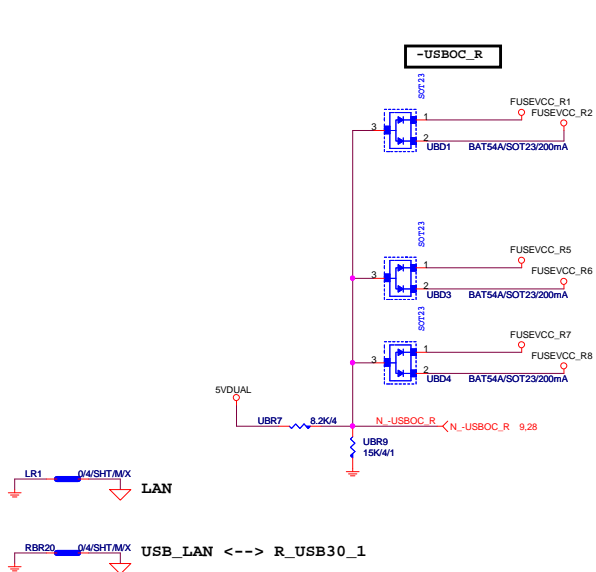 -USBOC_R
SOT23
FUSEVCC_R1
FUSEVCC_R2
1
3
2
UBD1 BAT54A/SOT23/200mA
SOT23
FUSEVCC_R5
FUSEVCC_R6
1
3
2
UBD3 BAT54A/SOT23/200mA
SOT23
FUSEVCC_R7
FUSEVCC_R8
1
3
2
UBD4 BAT54A/SOT23/200mA
5VDUAL
UBR7 8.2K/4 N_-USBOC_R N_-USBOC_R 9,28
UBR9
15K/4/1
LR1 0/4/SHT/M/X LAN
RBR20 0/4/SHT/M/X USB_LAN <--> R_USB30_1